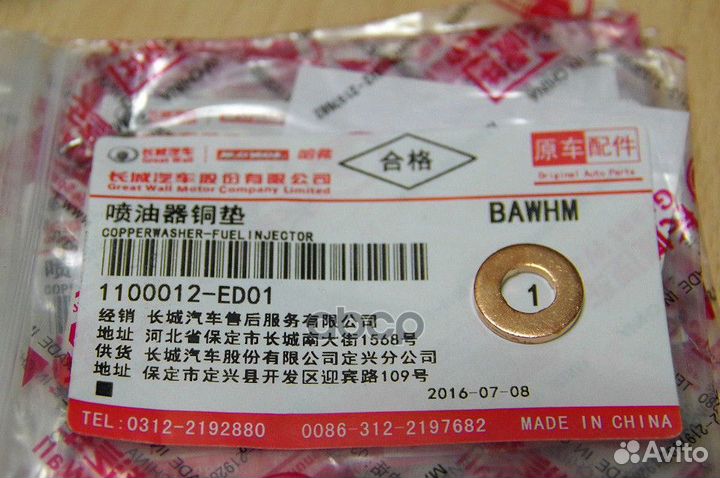 长城汽车 哈弗
Great Wall
长城汽车股份有限公司
Great Wall Motor Company Limited
合格
原车配件
Original Auto Parts
喷油器铜垫
BAWHM
COPPERWASHER-FUELINJECTOR
1100012-ED01
1
经销 长城汽车售后服务有限公司
地址 河北省保定市长城南大街1568号
供货 长城汽车股份有限公司定兴分公司
地址 保定市定兴县开发区迎宾路109号
2016-07-08
TEL:0312-2192880 0086-312-2197682 MADE IN CHINA
abcp
Avito